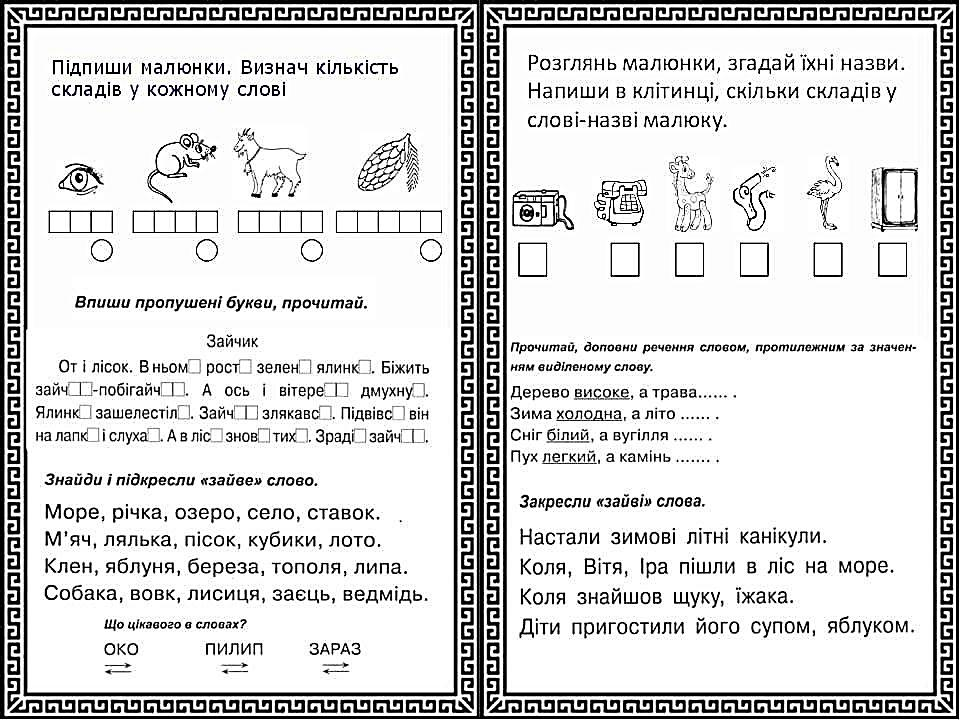 Підпиши малюнки. Визнач кількість
складів у кожному слові
Впиши пропушені букви, прочитай.
Зайчик
От і лісок. В ньом□ рост□ зелен□ ялинк□. Біжить
зайч□□-побігайч□□. А ось і вітере□□ дмухну□.
Ялинк□ зашелестіл□. Зайч□□ злякавс□. Підвівс□ він
на лапк□ і слуха□. А в ліс□ знов□ тих□. Зраді□ зайч□□.
Знайди і підкресли «зайве» слово.
Море, річка, озеро, село, ставок.
М'яч, лялька, пісок, кубики, лото.
Клен, яблуня, береза, тополя, липа.
Собака, вовк, лисиця, заєць, ведмідь.
Що цікавого в словах?
ОКО ПИЛИП ЗАРАЗ
Розглянь малюнки, згадай їхні назви.
Напиши в клітинці, скільки складів у
слові-назві малюку.
Прочитай, доповни речення словом, протилежним за значен-
ням виділеному слову.
Дерево високе, а трава...... .
Зима холодна, а літо ...... .
Сніг білий, а вугілля ...... .
Пух легкий, а камінь ....... .
Закресли «зайві» слова.
Настали зимові літні канікули.
Коля, Вітя, Іра пішли в ліс на море.
Коля знайшов щуку, їжака.
Діти пригостили його супом, яблуком.